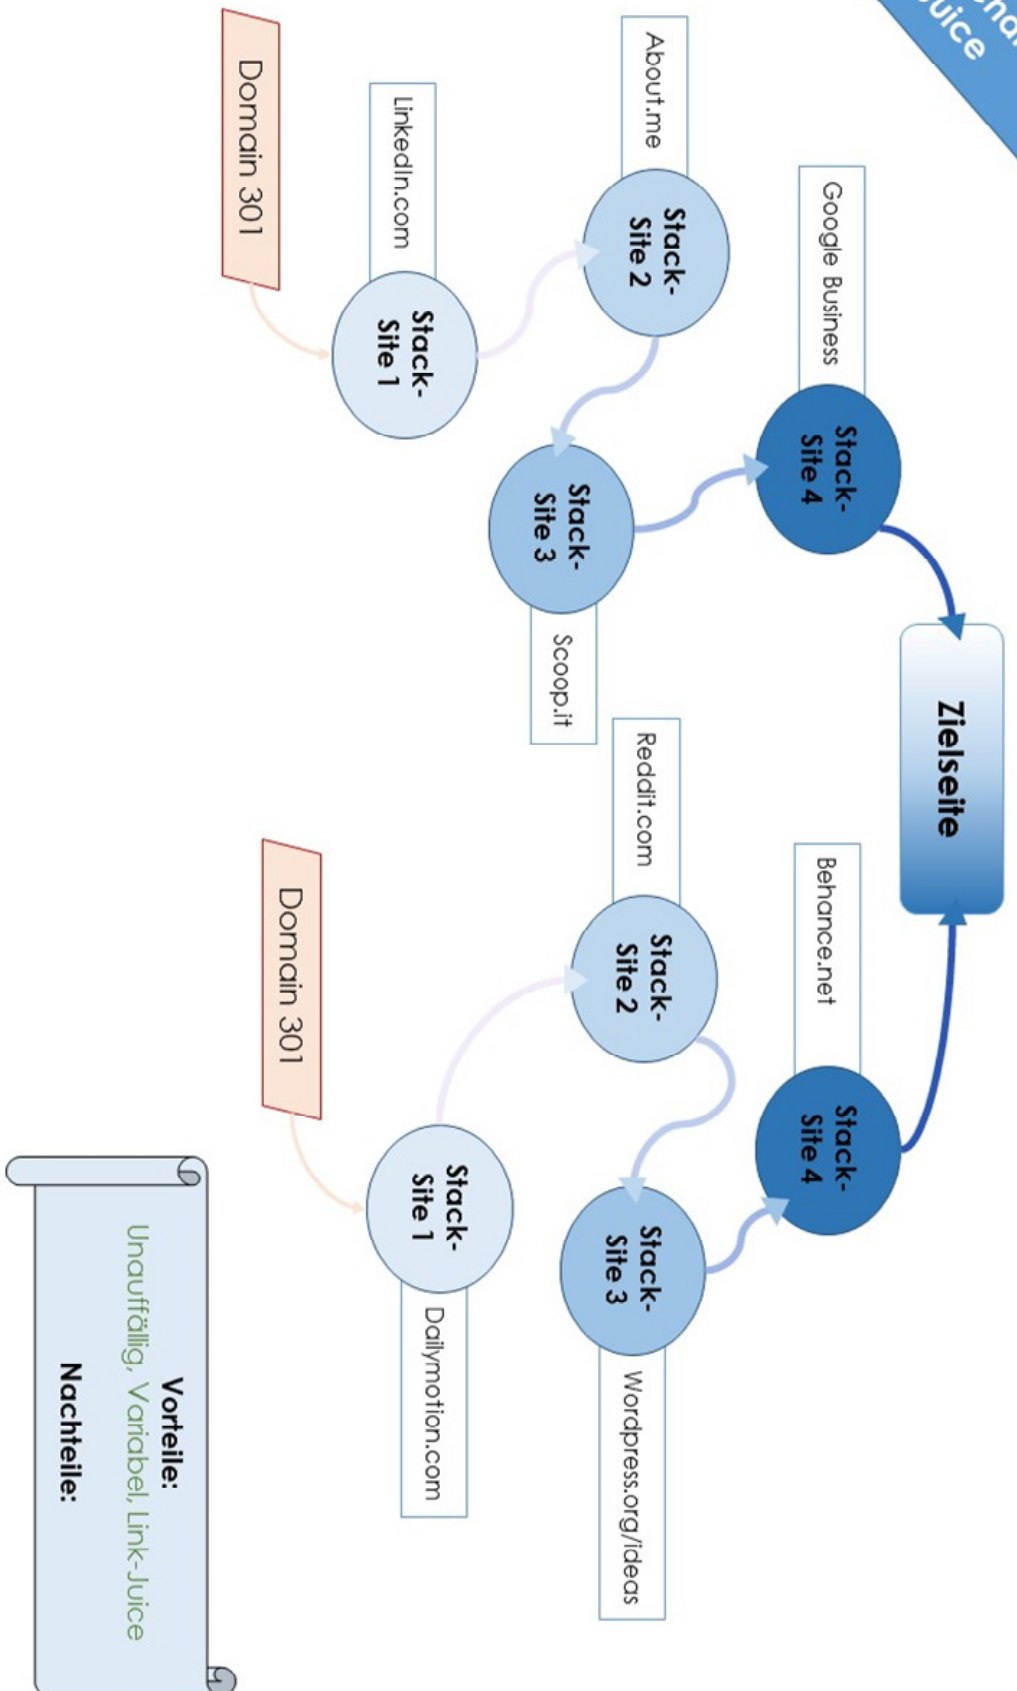 Juice
Zielseite
Google Business
Stack-
Site 4
Behance.net
Stack-
Site 4
About.me
Stack-
Site 2
Reddit.com
Stack-
Site 2
Stack-
Site 3
Scoop.it
Stack-
Site 3
Wordpress.org/ideas
LinkedIn.com
Stack-
Site 1
Stack-
Site 1
Dailymotion.com
Domain 301
Domain 301
Vorteile:
Unauffällig, Variabel, Link-Juice
Nachteile: